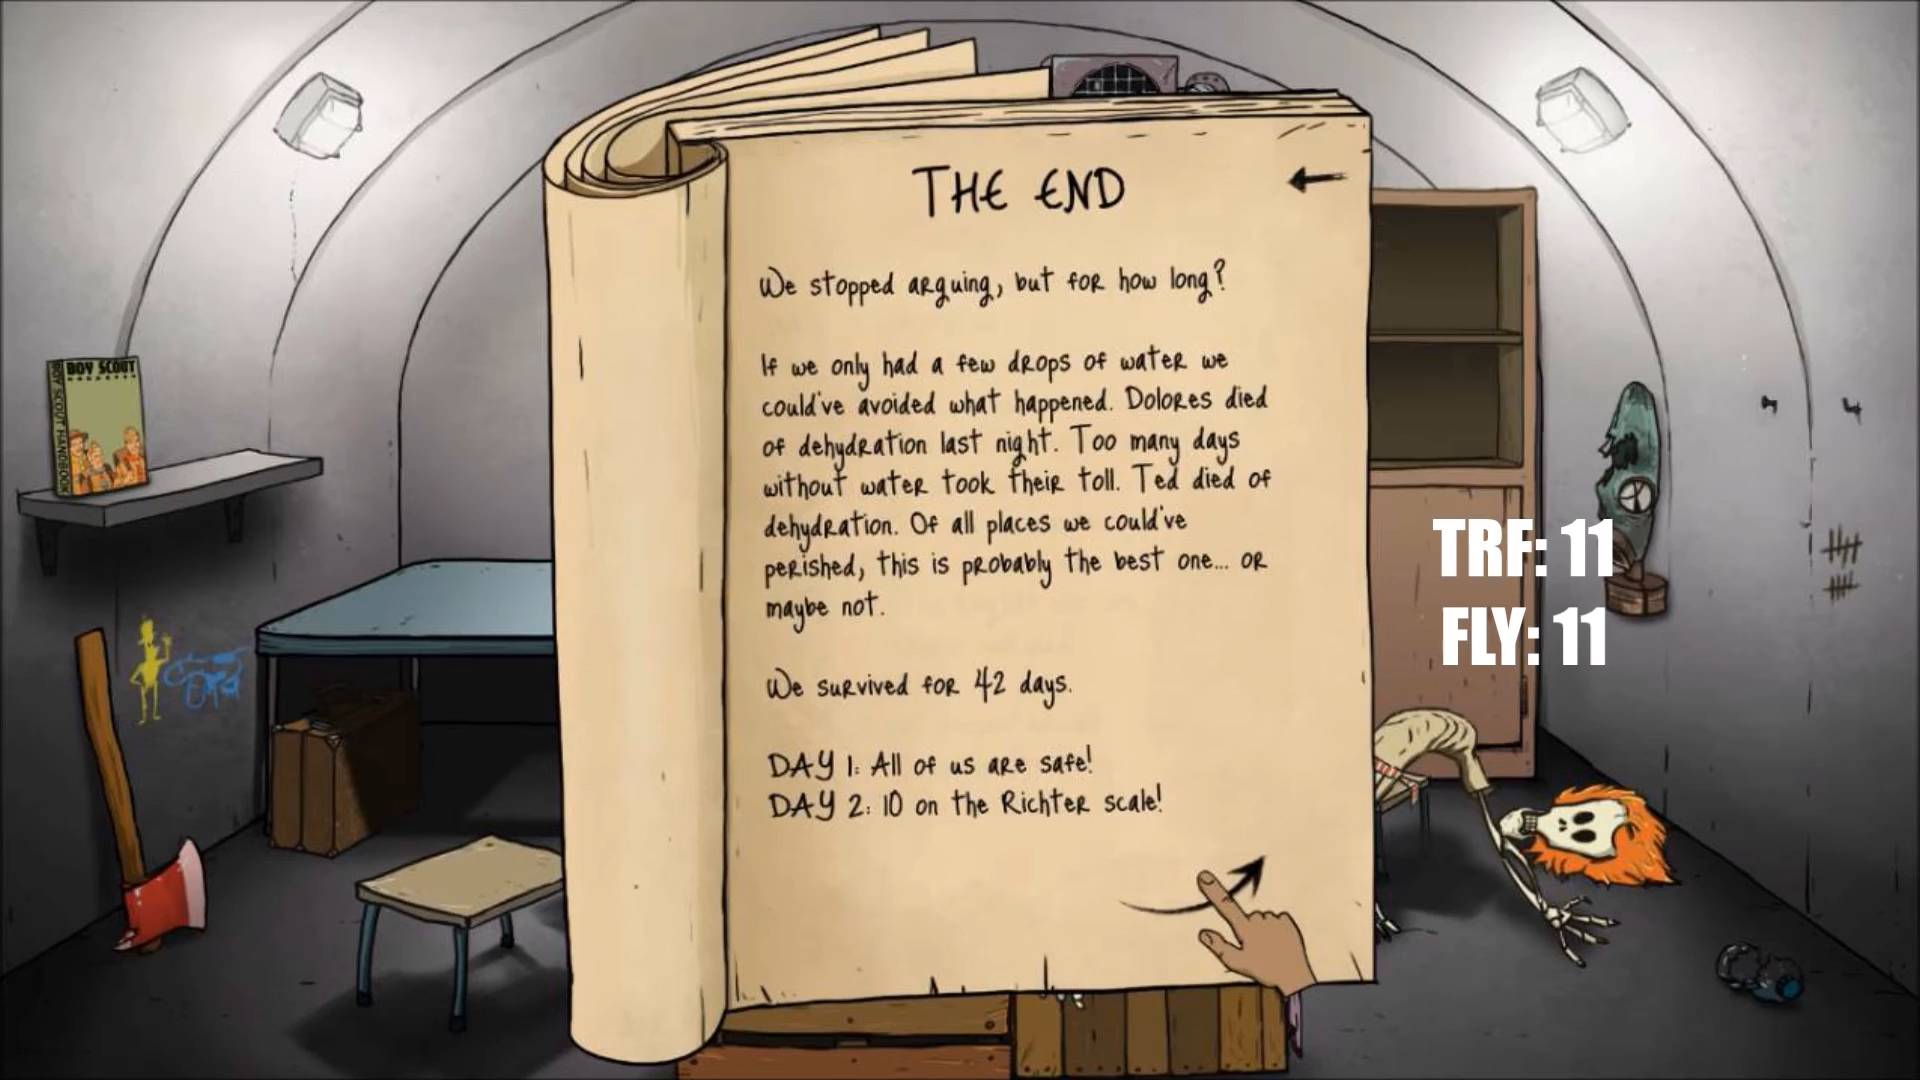 BOY SCOUT
BOY SCOUT HANDBOOK
THE END
We stopped arguing, but for how long?
If we only had a few drops of water we
could've avoided what happened. Dolores died
of dehydration last night. Too many days
without water took their toll. Ted died of
dehydration. Of all places we could've
perished, this is probably the best one... or
maybe not.
We survived for 42 days.
DAY 1: All of us are safe!
DAY 2: 10 on the Richter scale!
TRF: 11
FLY: 11